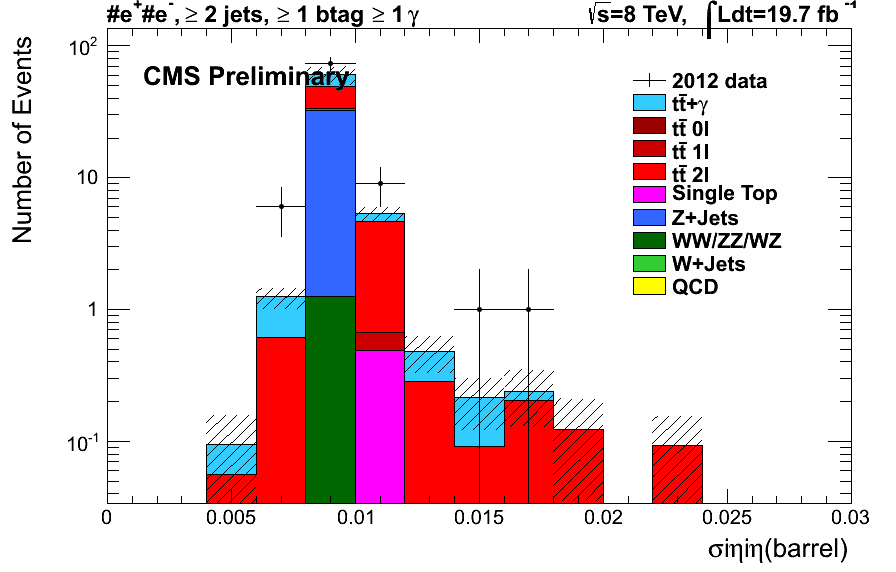 #e⁺#e⁻, ≥ 2 jets, ≥ 1 btag ≥ 1 γ
√s=8 TeV, ∫Ldt=19.7 fb⁻¹
CMS Preliminary
2012 data
tt̄+γ
tt̄ 0l
tt̄ 1l
tt̄ 2l
Single Top
Z+Jets
WW/ZZ/WZ
W+Jets
QCD
Number of Events
10²
10
1
10⁻¹
0 0.005 0.01 0.015 0.02 0.025 0.03
σiηiη(barrel)